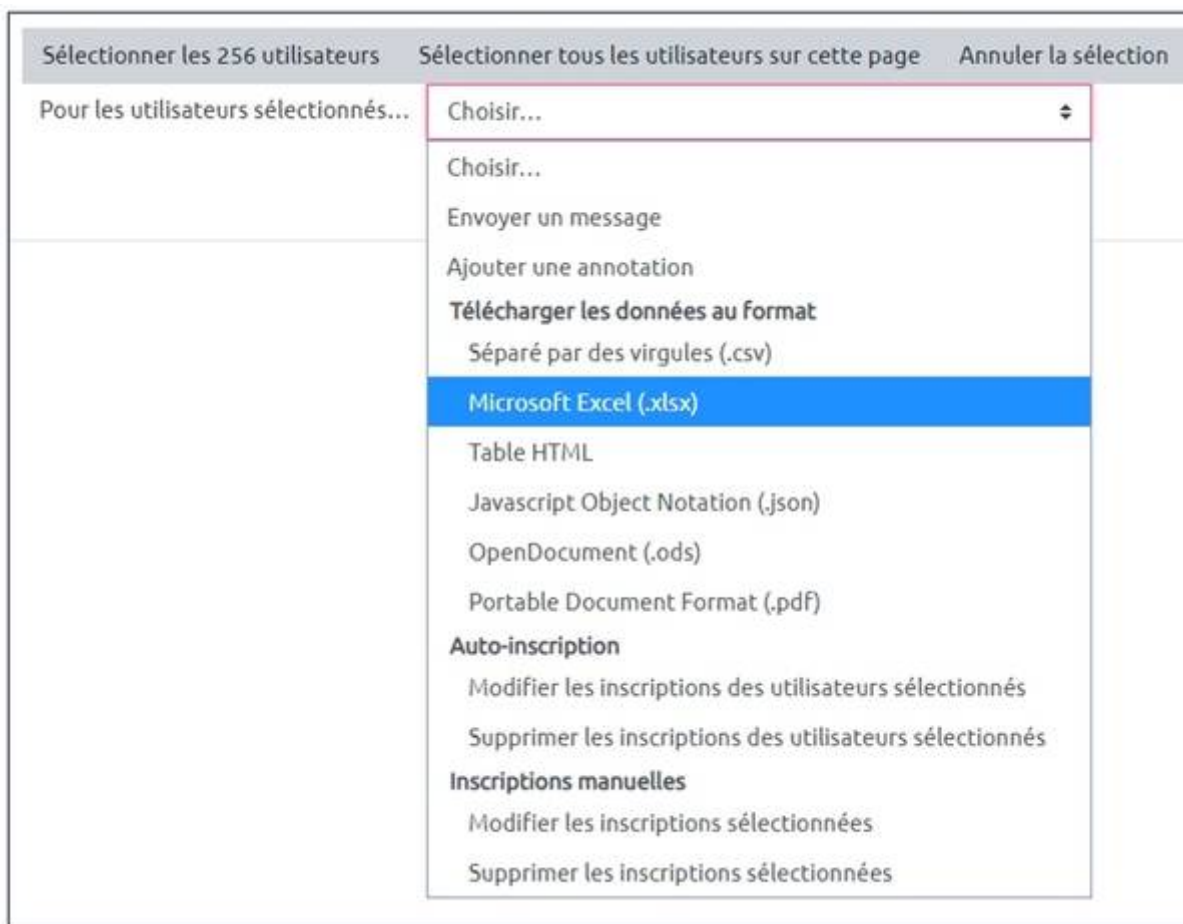 Sélectionner les 256 utilisateurs Sélectionner tous les utilisateurs sur cette page Annuler la sélection
Pour les utilisateurs sélectionnés... Choisir...
Choisir...
Envoyer un message
Ajouter une annotation
Télécharger les données au format
Séparé par des virgules (.csv)
Microsoft Excel (.xlsx)
Table HTML
Javascript Object Notation (.json)
OpenDocument (.ods)
Portable Document Format (.pdf)
Auto-inscription
Modifier les inscriptions des utilisateurs sélectionnés
Supprimer les inscriptions des utilisateurs sélectionnés
Inscriptions manuelles
Modifier les inscriptions sélectionnées
Supprimer les inscriptions sélectionnées